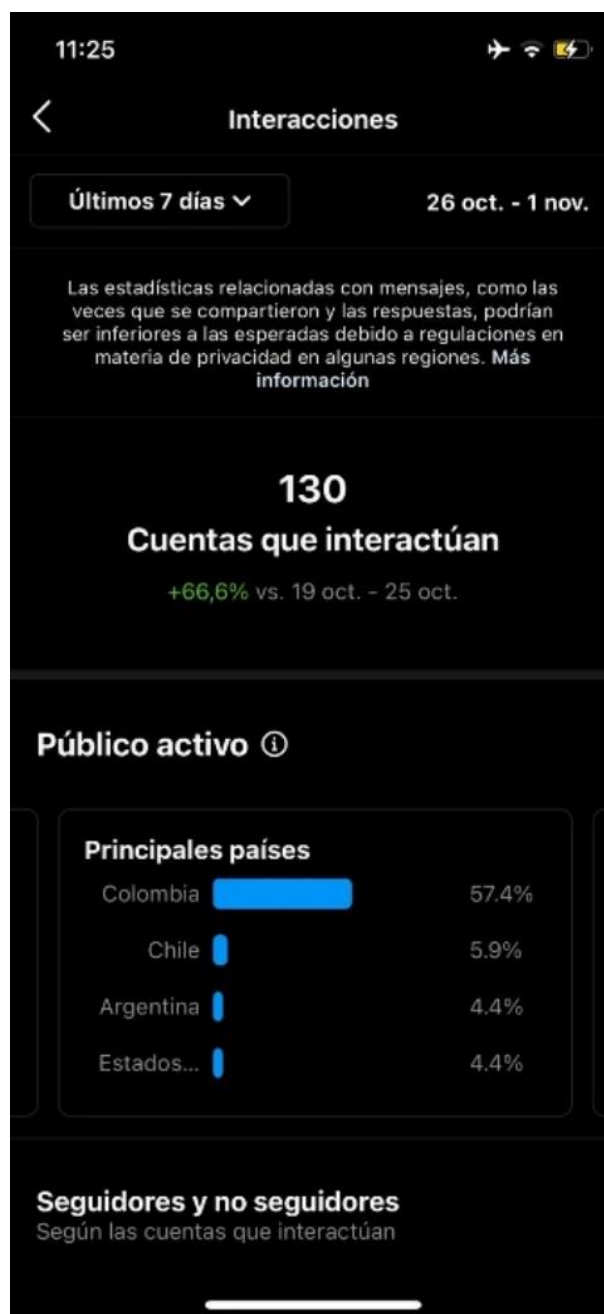 11:25
Interacciones
Últimos 7 días
26 oct. - 1 nov.
Las estadísticas relacionadas con mensajes, como las
veces que se compartieron y las respuestas, podrían
ser inferiores a las esperadas debido a regulaciones en
materia de privacidad en algunas regiones. Más
información
130
Cuentas que interactúan
+66,6% vs. 19 oct. - 25 oct.
Público activo
Principales países
Colombia 57.4%
Chile 5.9%
Argentina 4.4%
Estados... 4.4%
Seguidores y no seguidores
Según las cuentas que interactúan